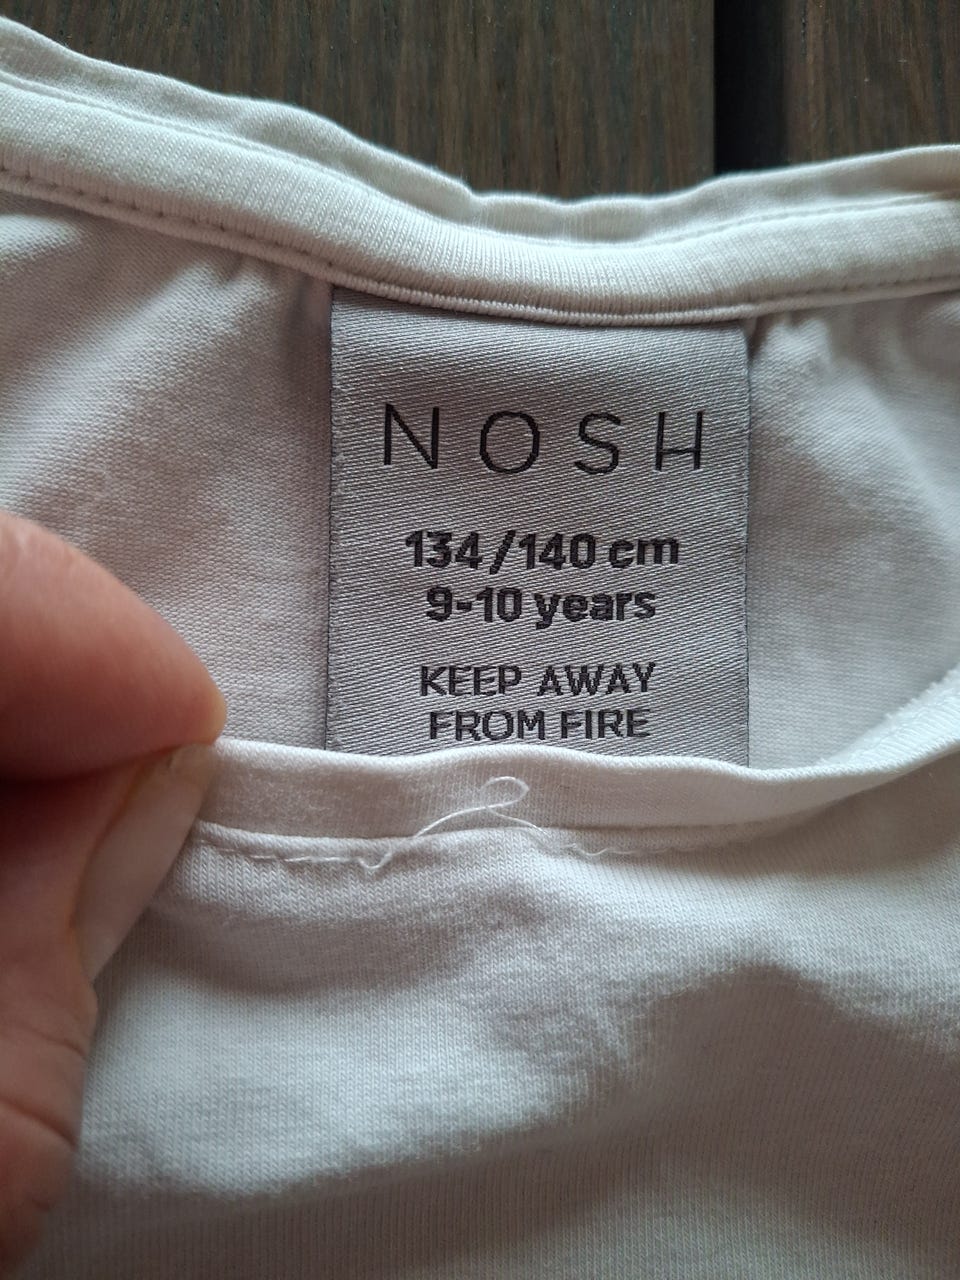 NOSH
134/140 cm
9-10 years
KEEP AWAY
FROM FIRE